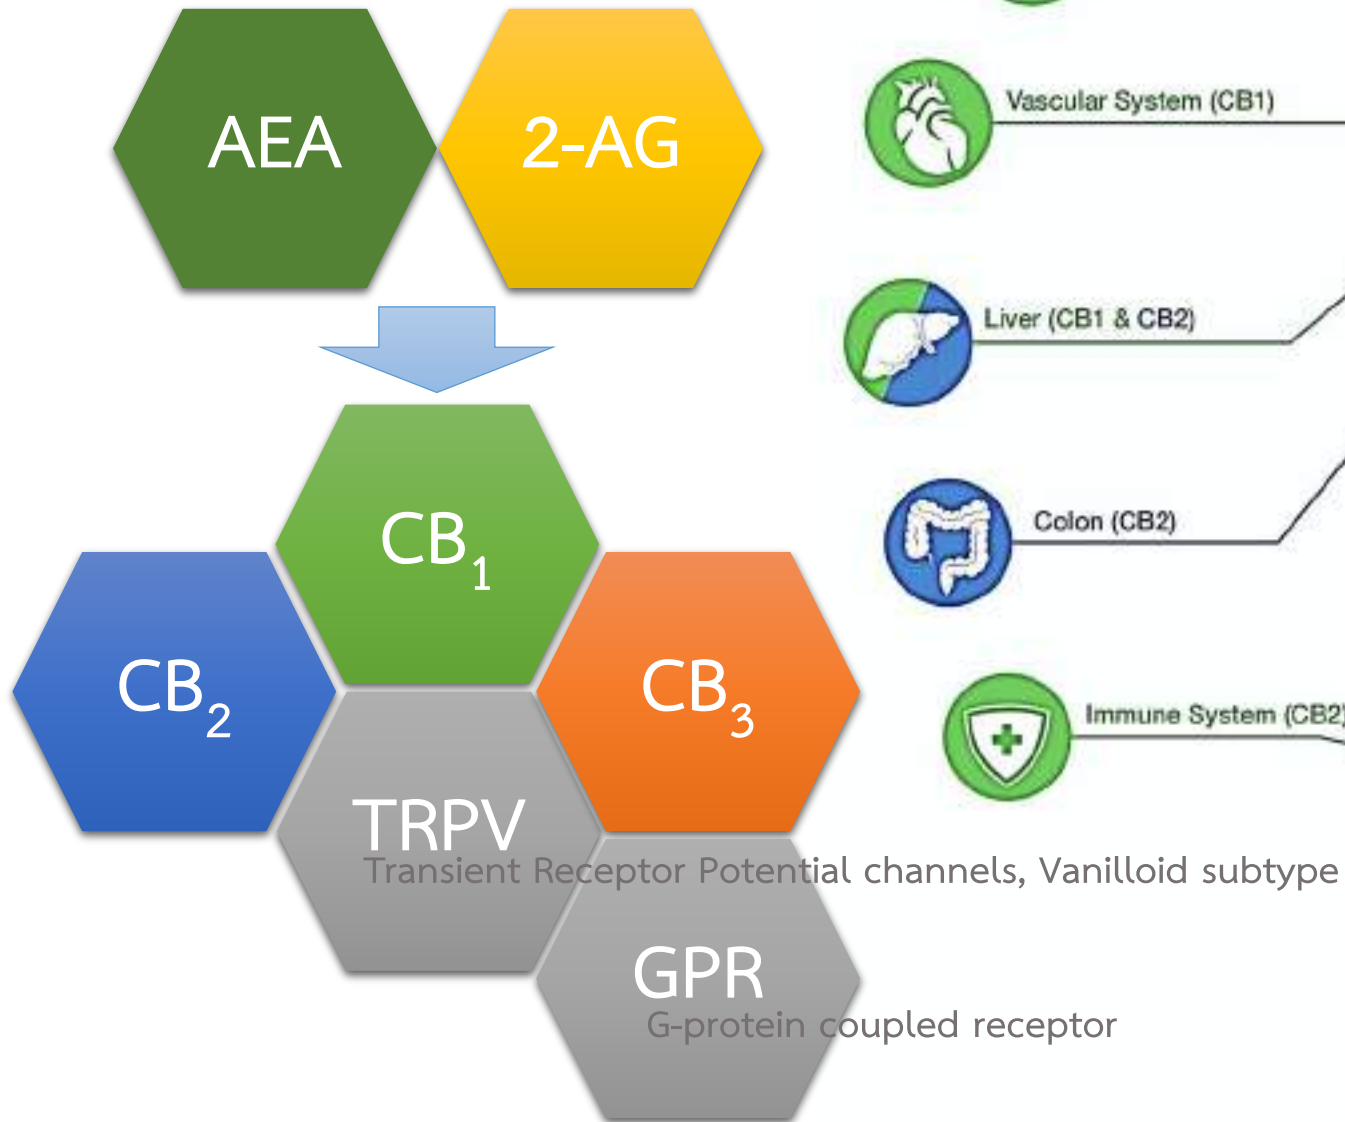 AEA
2-AG
CB₁
CB₂
CB₃
TRPV
Transient Receptor Potential channels, Vanilloid subtype
GPR
G-protein coupled receptor
Vascular System (CB1)
Liver (CB1 & CB2)
Colon (CB2)
Immune System (CB2)